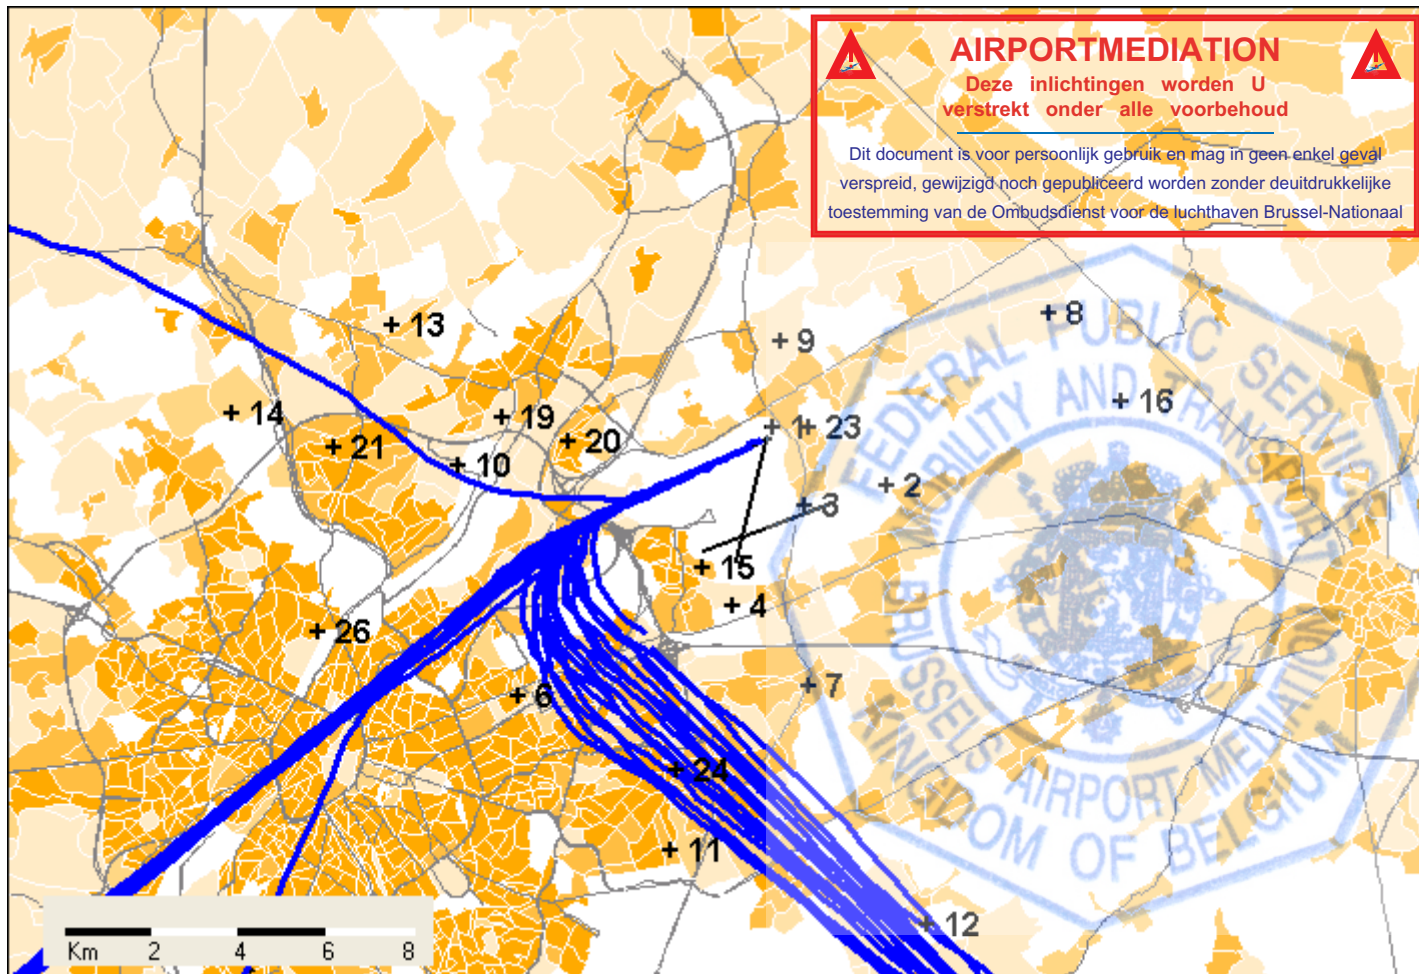 AIRPORTMEDIATION
Deze inlichtingen worden U
verstrekt onder alle voorbehoud
Dit document is voor persoonlijk gebruik en mag in geen enkel geval
verspreid, gewijzigd noch gepubliceerd worden zonder deuitdrukkelijke
toestemming van de Ombudsdienst voor de luchthaven Brussel-Nationaal
+ 8
+ 13
+ 9
+ 16
+ 14
+ 19
+ 1
+ 23
+ 20
+ 21
+ 10
+ 2
+ 3
+ 15
+ 4
+ 26
+ 7
+ 6
+ 24
+ 11
+ 12
FEDERAL PUBLIC SERVICE
MOBILITY AND TRANSPORT
BRUSSELS AIRPORT MEDIATION
KINGDOM OF BELGIUM
Km 2 4 6 8